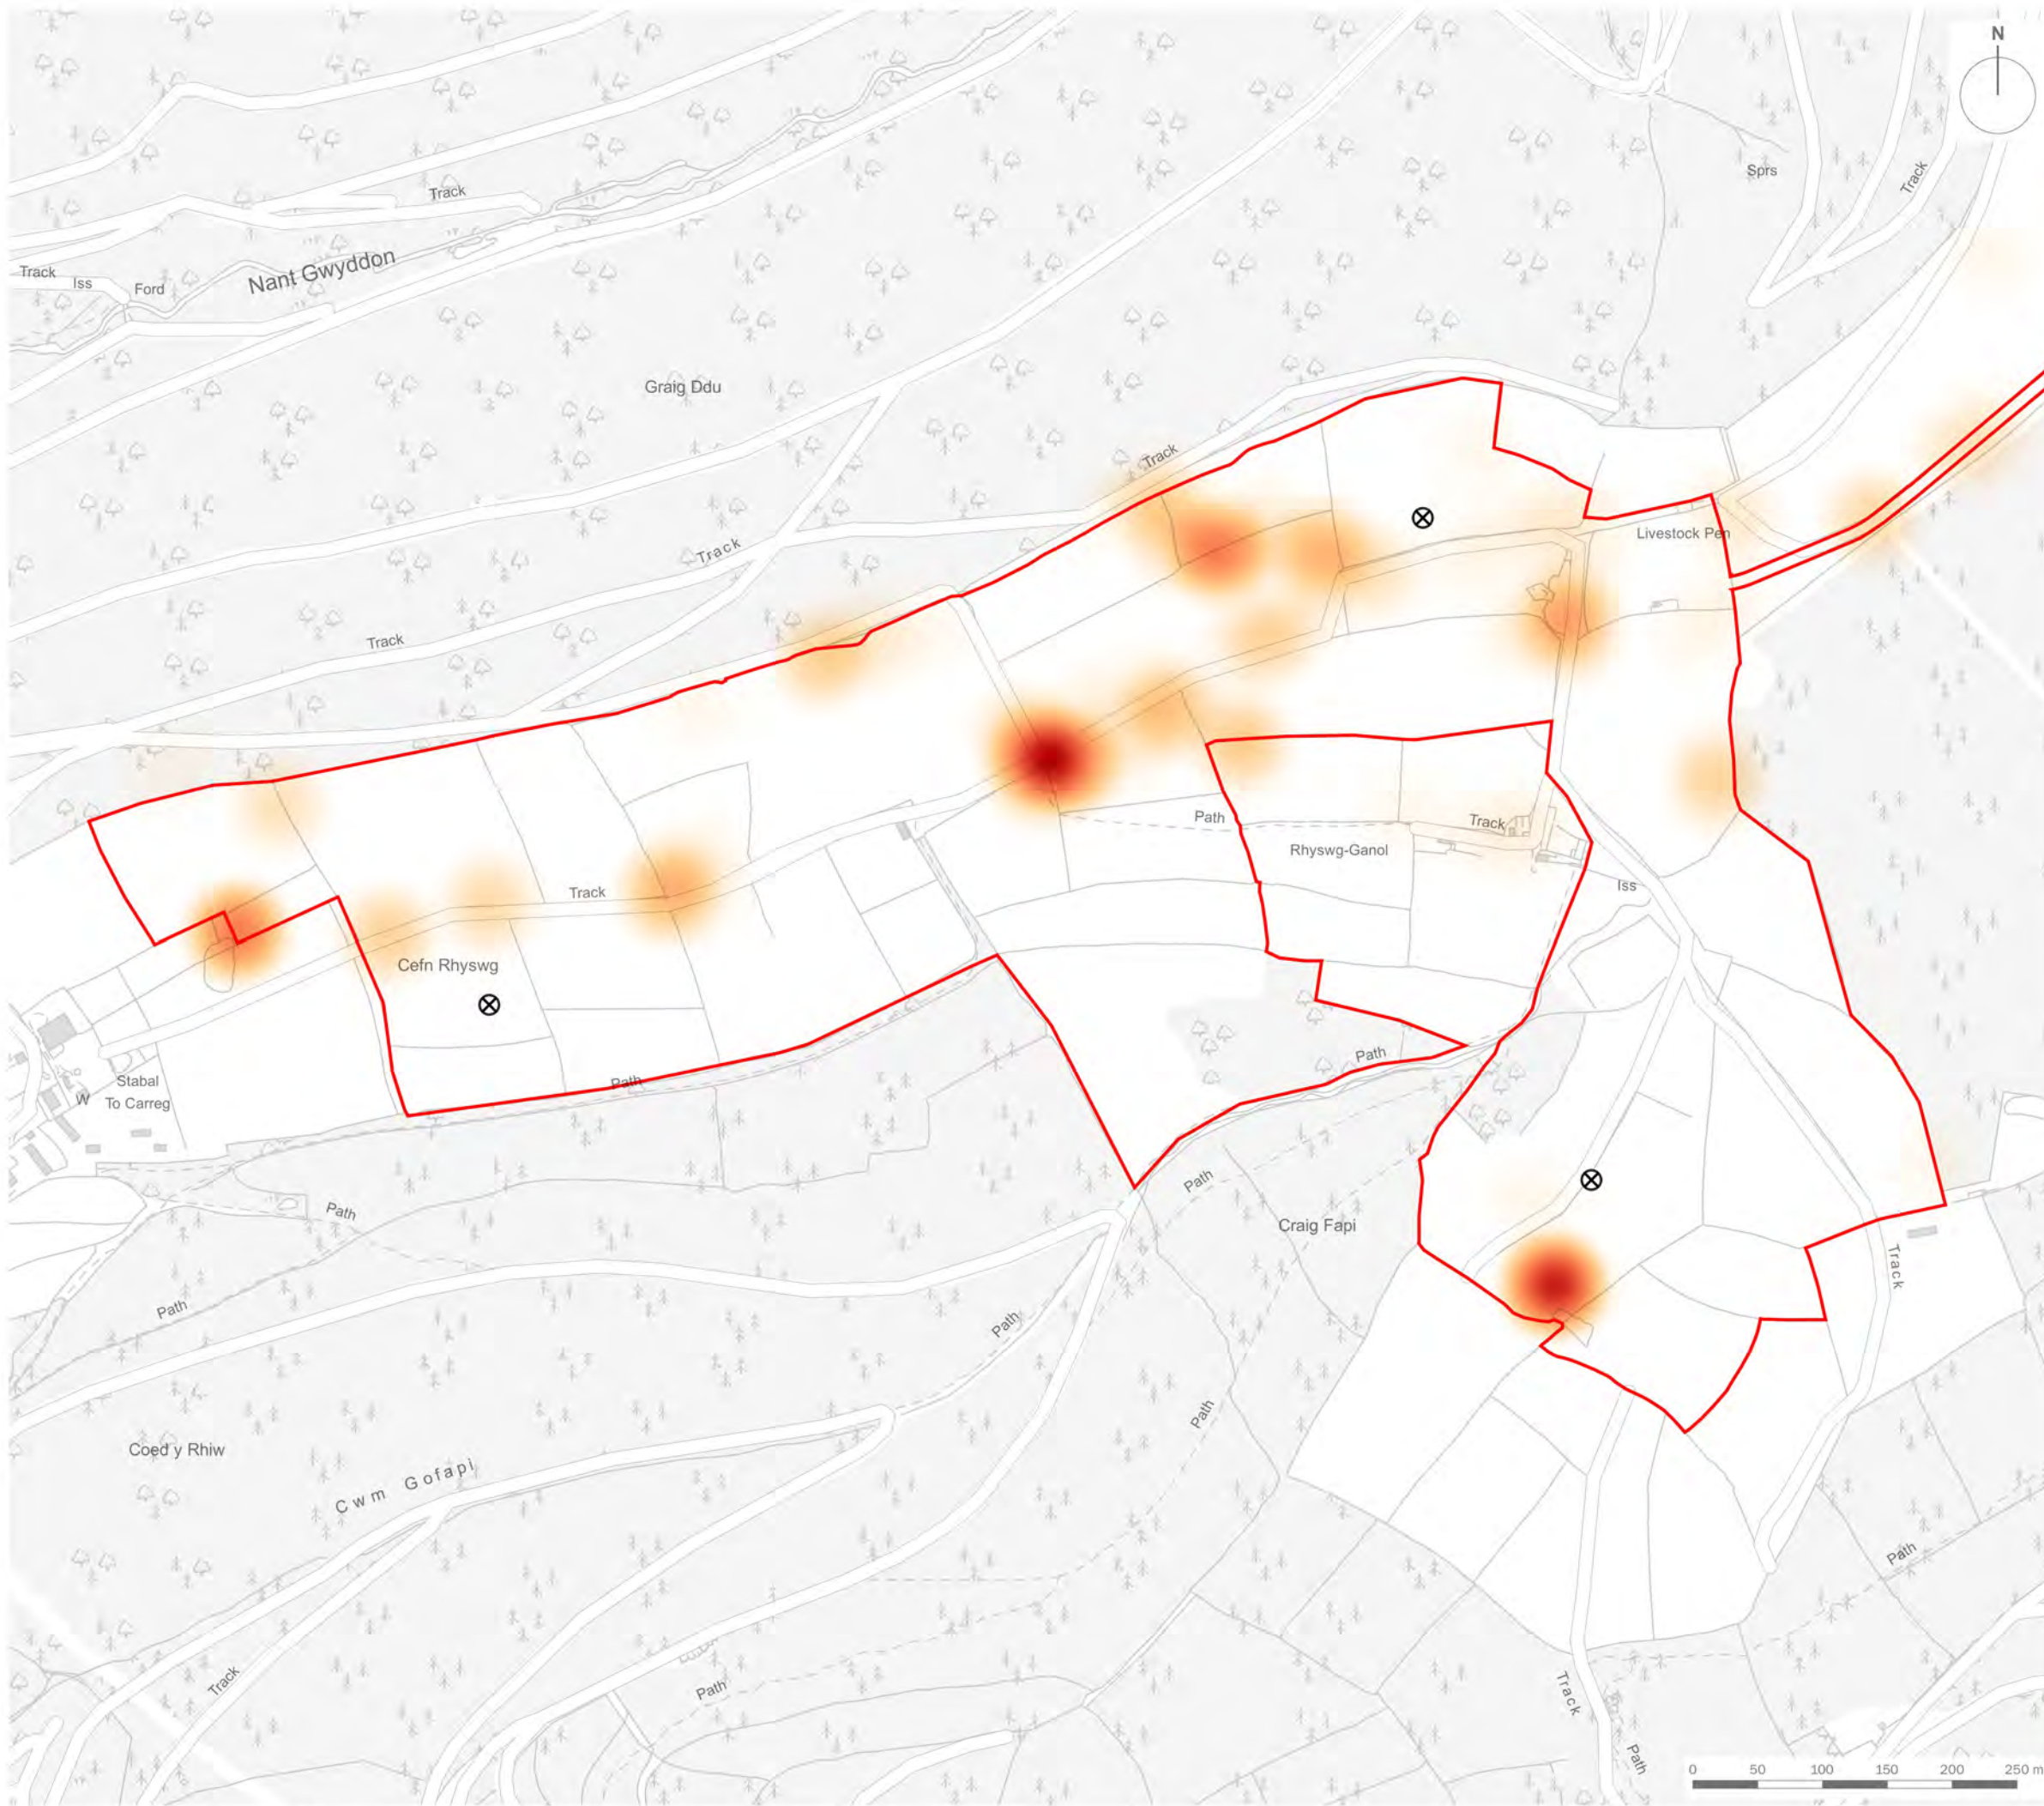 N
Sprs
Track
Track
Nant Gwyddon
Track
Iss
Ford
Graig Ddu
Track
Livestock Pen
Track
Track
Path
Track
Rhyswg-Ganol
Track
Iss
Cefn Rhyswg
Path
Path
Stabal
To Carreg
W
Path
Path
Craig Fapi
Track
Path
Path
Path
Coed y Rhiw
Cwm Gofapi
Path
Track
Path
Track
Path
0 50 100 150 200 250 m